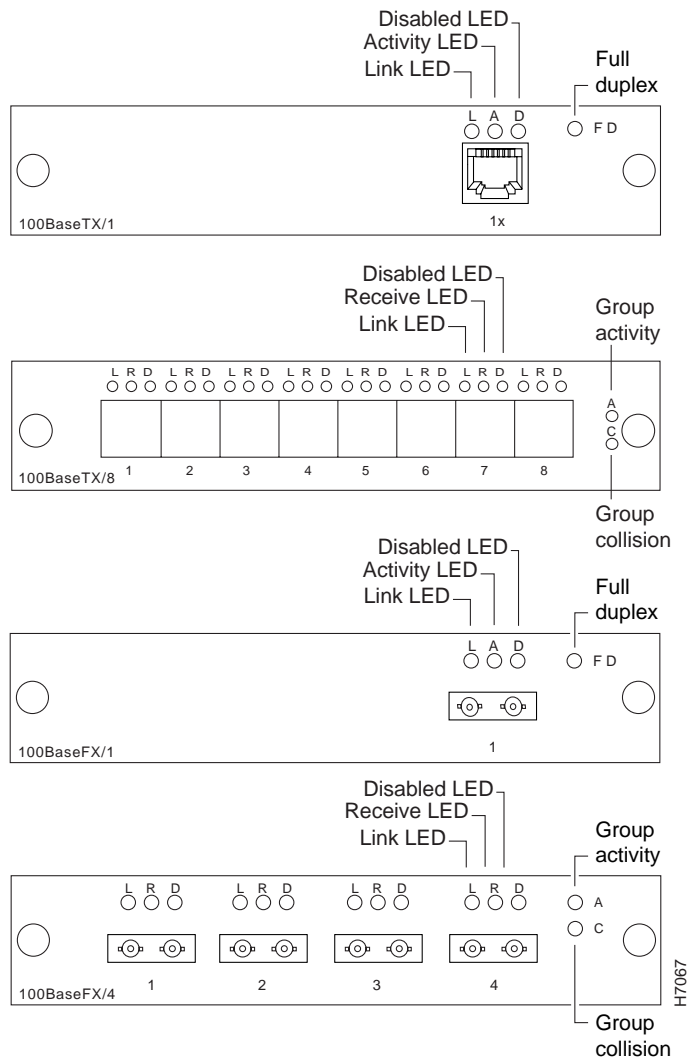 Disabled LED
Activity LED
Link LED
Full
duplex
L A D
F D
100BaseTX/1
1x
Disabled LED
Receive LED
Link LED
Group
activity
L R D L R D L R D L R D L R D L R D L R D L R D
A
C
100BaseTX/8
1 2 3 4 5 6 7 8
Group
collision
Disabled LED
Activity LED
Link LED
Full
duplex
L A D
F D
100BaseFX/1
1
Disabled LED
Receive LED
Link LED
Group
activity
L R D L R D L R D L R D
A
C
100BaseFX/4
1 2 3 4
Group
collision
H7067